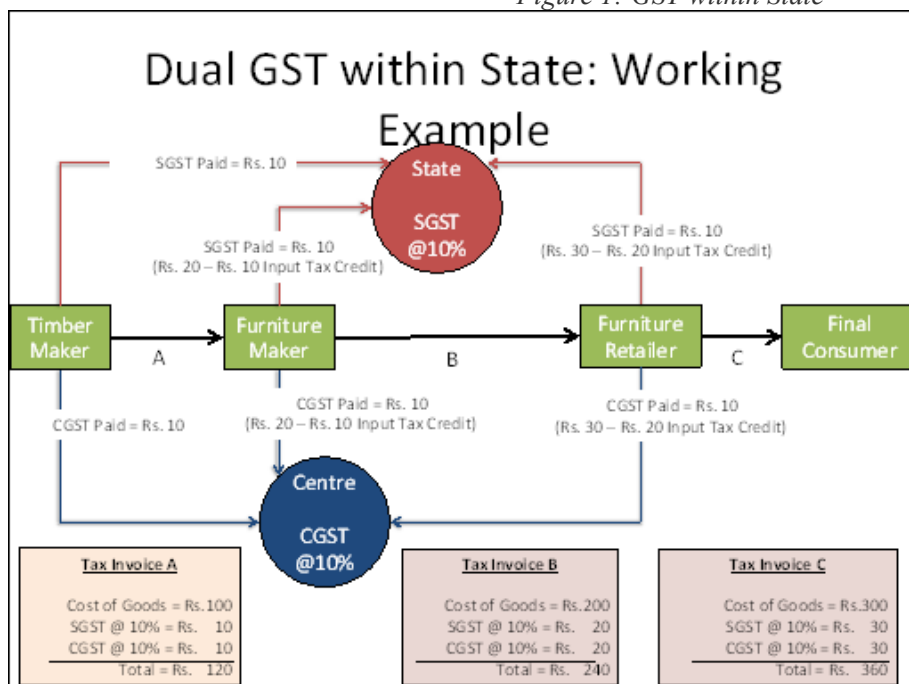 Figure 1: GST within State
Dual GST within State: Working
Example
SGST Paid = Rs. 10
State
SGST
@10%
SGST Paid = Rs. 10
(Rs. 20 – Rs. 10 Input Tax Credit)
SGST Paid = Rs. 10
(Rs. 30 – Rs. 20 Input Tax Credit)
Timber
Maker
A
Furniture
Maker
B
Furniture
Retailer
C
Final
Consumer
CGST Paid = Rs. 10
CGST Paid = Rs. 10
(Rs. 20 – Rs. 10 Input Tax Credit)
CGST Paid = Rs. 10
(Rs. 30 – Rs. 20 Input Tax Credit)
Centre
CGST
@10%
Tax Invoice A
Cost of Goods = Rs.100
SGST @ 10% = Rs. 10
CGST @ 10% = Rs. 10
Total = Rs. 120
Tax Invoice B
Cost of Goods = Rs.200
SGST @ 10% = Rs. 20
CGST @ 10% = Rs. 20
Total = Rs. 240
Tax Invoice C
Cost of Goods = Rs.300
SGST @ 10% = Rs. 30
CGST @ 10% = Rs. 30
Total = Rs. 360